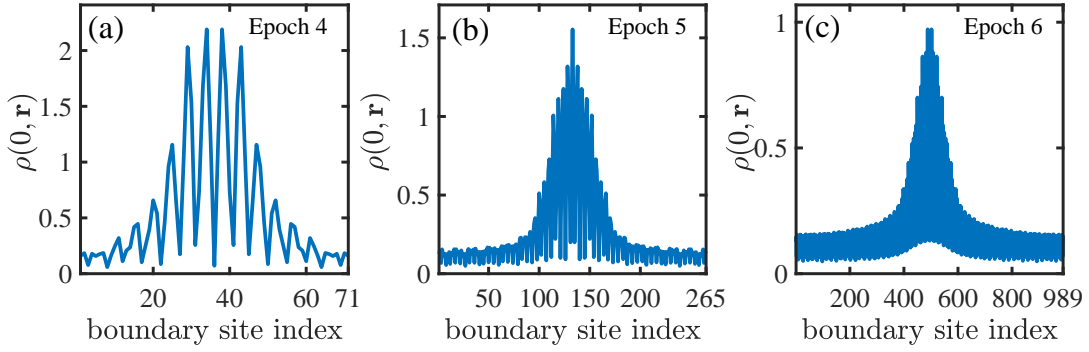 (a) Epoch 4
ρ(0, r)
2
1.5
1
0.5
0
20 40 60 71
boundary site index
(b) Epoch 5
ρ(0, r)
1.5
1
0.5
0
50 100 150 200 265
boundary site index
(c) Epoch 6
ρ(0, r)
1
0.5
0
200 400 600 800 989
boundary site index